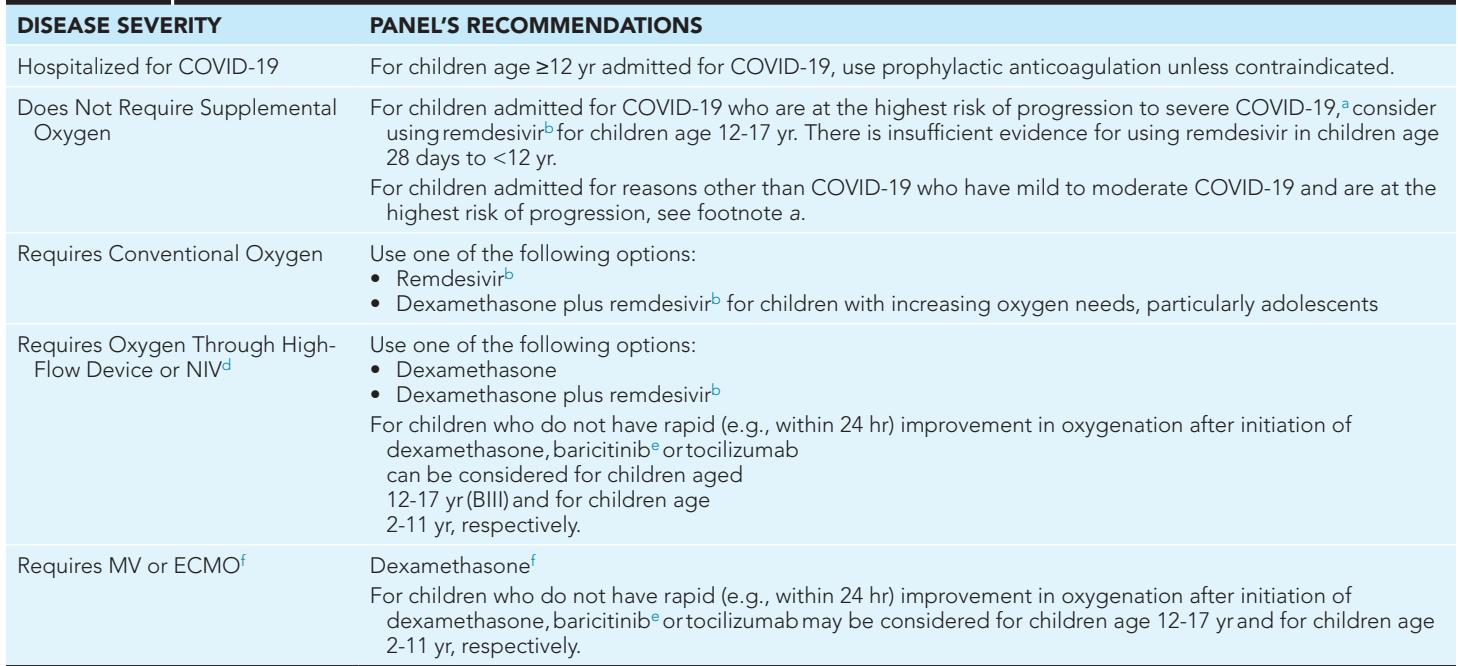 DISEASE SEVERITY PANEL'S RECOMMENDATIONS
Hospitalized for COVID-19 For children age ≥12 yr admitted for COVID-19, use prophylactic anticoagulation unless contraindicated.
Does Not Require Supplemental
Oxygen
For children admitted for COVID-19 who are at the highest risk of progression to severe COVID-19,a consider
using remdesivirb for children age 12-17 yr. There is insufficient evidence for using remdesivir in children age
28 days to <12 yr.
For children admitted for reasons other than COVID-19 who have mild to moderate COVID-19 and are at the
highest risk of progression, see footnote a.
Requires Conventional Oxygen
Use one of the following options:
• Remdesivirb
• Dexamethasone plus remdesivirb for children with increasing oxygen needs, particularly adolescents
Requires Oxygen Through High-
Flow Device or NIVd
Use one of the following options:
• Dexamethasone
• Dexamethasone plus remdesivirb
For children who do not have rapid (e.g., within 24 hr) improvement in oxygenation after initiation of
dexamethasone, baricitinibe or tocilizumab
can be considered for children aged
12-17 yr (BIII) and for children age
2-11 yr, respectively.
Requires MV or ECMOf
Dexamethasonef
For children who do not have rapid (e.g., within 24 hr) improvement in oxygenation after initiation of
dexamethasone, baricitinibe or tocilizumab may be considered for children age 12-17 yr and for children age
2-11 yr, respectively.